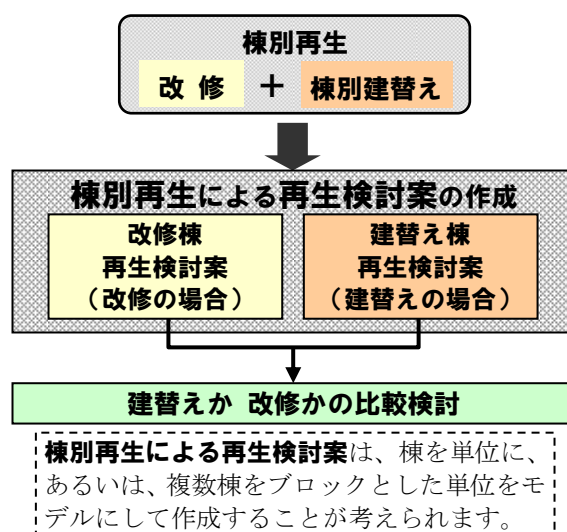 棟別再生
改 修 + 棟別建替え
棟別再生による再生検討案の作成
改修棟
再生検討案
(改修の場合)
建替え棟
再生検討案
(建替えの場合)
建替えか 改修かの比較検討
棟別再生による再生検討案は、棟を単位に、
あるいは、複数棟をブロックとした単位をモ
デルにして作成することが考えられます。